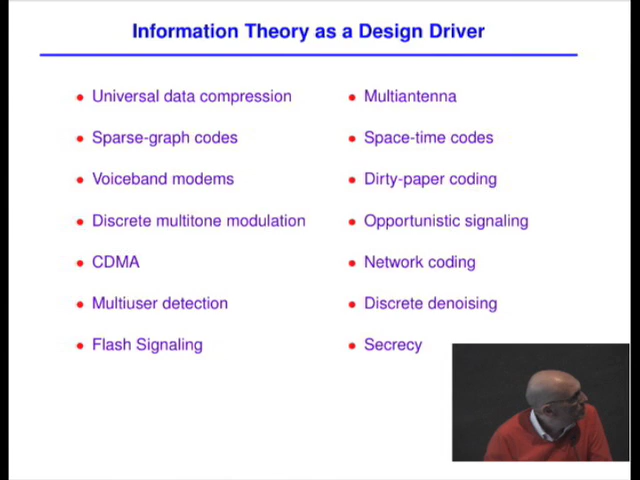 Information Theory as a Design Driver
Universal data compression
Sparse-graph codes
Voiceband modems
Discrete multitone modulation
CDMA
Multiuser detection
Flash Signaling
Multiantenna
Space-time codes
Dirty-paper coding
Opportunistic signaling
Network coding
Discrete denoising
Secrecy